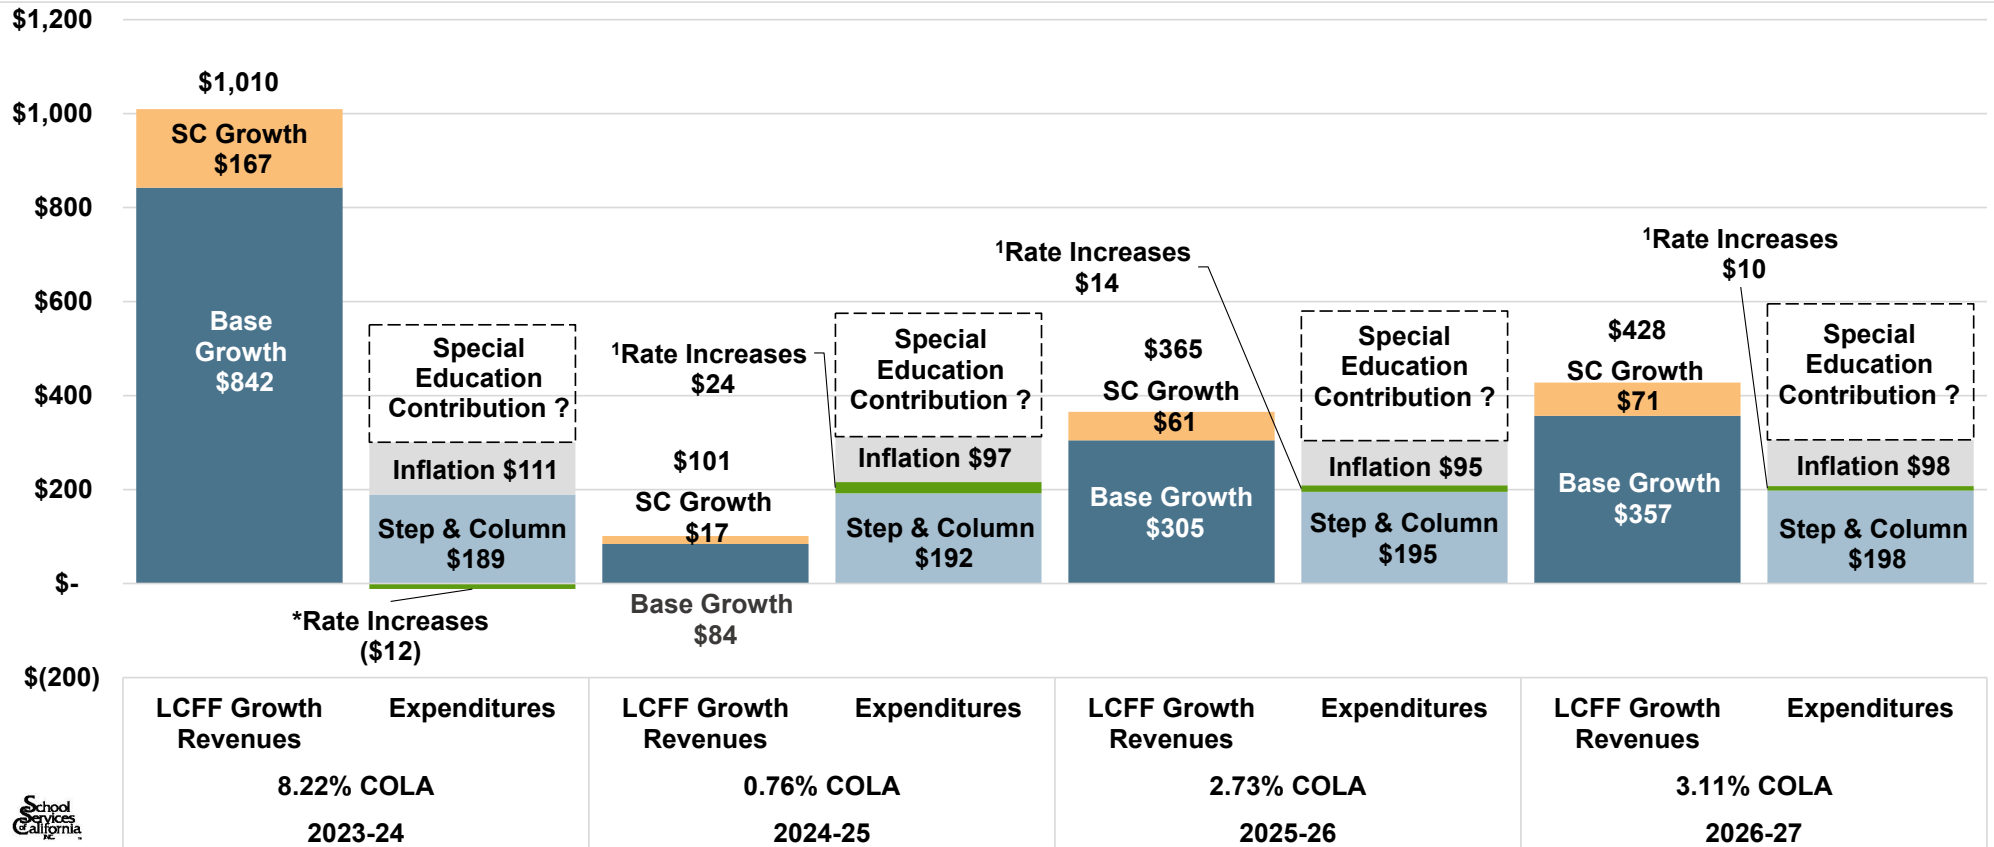 $1,200
$1,000
$800
$600
$400
$200
$-
$(200)
$1,010
SC Growth
$167
Base
Growth
$842
Special
Education
Contribution ?
Inflation $111
Step & Column
$189
*Rate Increases
($12)
$101
SC Growth
$17
Base Growth
$84
¹Rate Increases
$24
Special
Education
Contribution ?
Inflation $97
Step & Column
$192
¹Rate Increases
$14
$365
SC Growth
$61
Base Growth
$305
Special
Education
Contribution ?
Inflation $95
Step & Column
$195
¹Rate Increases
$10
$428
SC Growth
$71
Base Growth
$357
Special
Education
Contribution ?
Inflation $98
Step & Column
$198
LCFF Growth
Revenues
Expenditures
LCFF Growth
Revenues
Expenditures
LCFF Growth
Revenues
Expenditures
LCFF Growth
Revenues
Expenditures
8.22% COLA
0.76% COLA
2.73% COLA
3.11% COLA
2023-24
2024-25
2025-26
2026-27
School
Services
California
INC